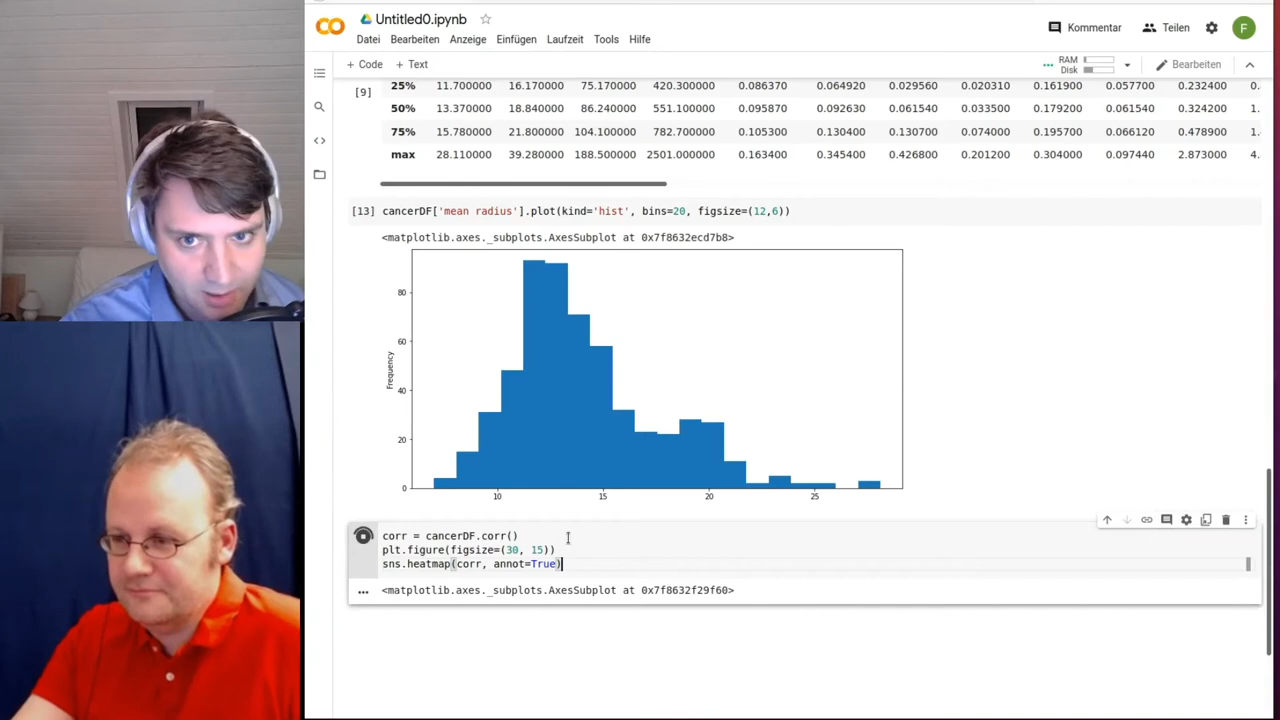 Untitled0.ipynb
Kommentar
Teilen
F
Datei Bearbeiten Anzeige Einfügen Laufzeit Tools Hilfe
+ Code + Text
RAM
Disk
Bearbeiten
[9]
25% 11.700000 16.170000 75.170000 420.300000 0.086370 0.064920 0.029560 0.020310 0.161900 0.057700 0.232400 0.
50% 13.370000 18.840000 86.240000 551.100000 0.095870 0.092630 0.061540 0.033500 0.179200 0.061540 0.324200 1.
75% 15.780000 21.800000 104.100000 782.700000 0.105300 0.130400 0.130700 0.074000 0.195700 0.066120 0.478900 1.
max 28.110000 39.280000 188.500000 2501.000000 0.163400 0.345400 0.426800 0.201200 0.304000 0.097440 2.873000 4.
[13] cancerDF['mean radius'].plot(kind='hist', bins=20, figsize=(12,6))
<matplotlib.axes._subplots.AxesSubplot at 0x7f8632ecd7b8>
80
60
Frequency
40
20
0
10 15 20 25
corr = cancerDF.corr()
plt.figure(figsize=(30, 15))
sns.heatmap(corr, annot=True)
<matplotlib.axes._subplots.AxesSubplot at 0x7f8632f29f60>